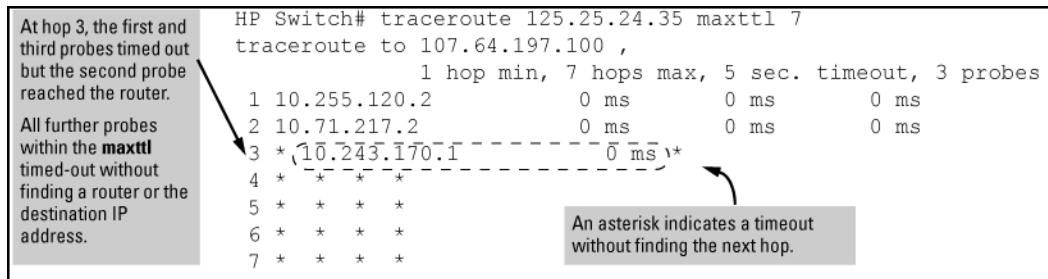 At hop 3, the first and
third probes timed out
but the second probe
reached the router.
All further probes
within the maxttl
timed-out without
finding a router or the
destination IP
address.
HP Switch# traceroute 125.25.24.35 maxttl 7
traceroute to 107.64.197.100 ,
1 hop min, 7 hops max, 5 sec. timeout, 3 probes
1 10.255.120.2 0 ms 0 ms 0 ms
2 10.71.217.2 0 ms 0 ms 0 ms
3 * 10.243.170.1 0 ms *
4 * * * *
5 * * * *
6 * * * *
7 * * * *
An asterisk indicates a timeout
without finding the next hop.